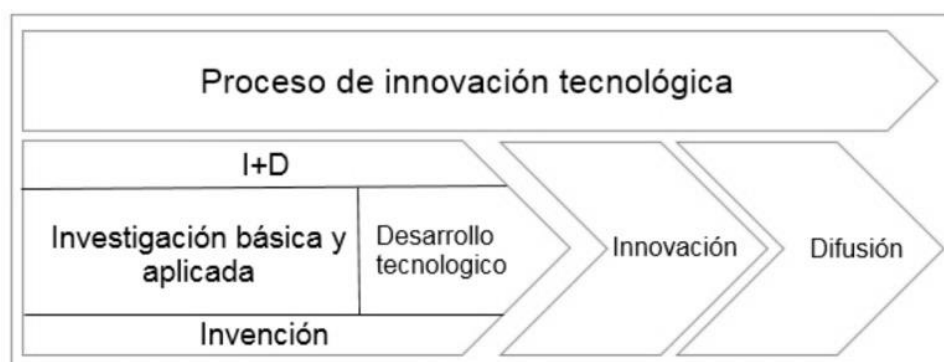 Proceso de innovación tecnológica
I+D
Investigación básica y
aplicada
Desarrollo
tecnologico
Invención
Innovación
Difusión